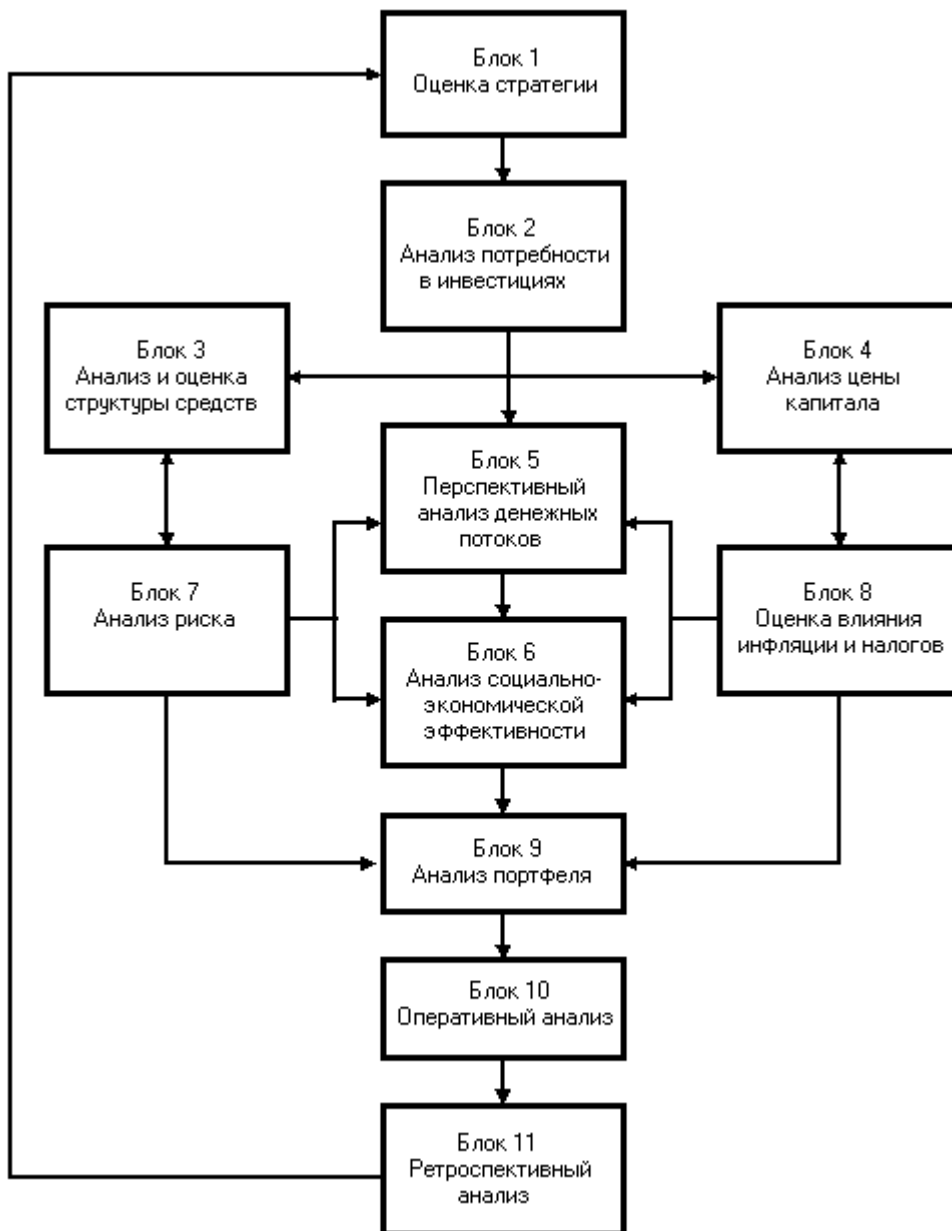 Блок 1
Оценка стратегии
Блок 2
Анализ потребности
в инвестициях
Блок 3
Анализ и оценка
структуры средств
Блок 4
Анализ цены
капитала
Блок 5
Перспективный
анализ денежных
потоков
Блок 7
Анализ риска
Блок 8
Оценка влияния
инфляции и налогов
Блок 6
Анализ социально-
экономической
эффективности
Блок 9
Анализ портфеля
Блок 10
Оперативный анализ
Блок 11
Ретроспективный
анализ